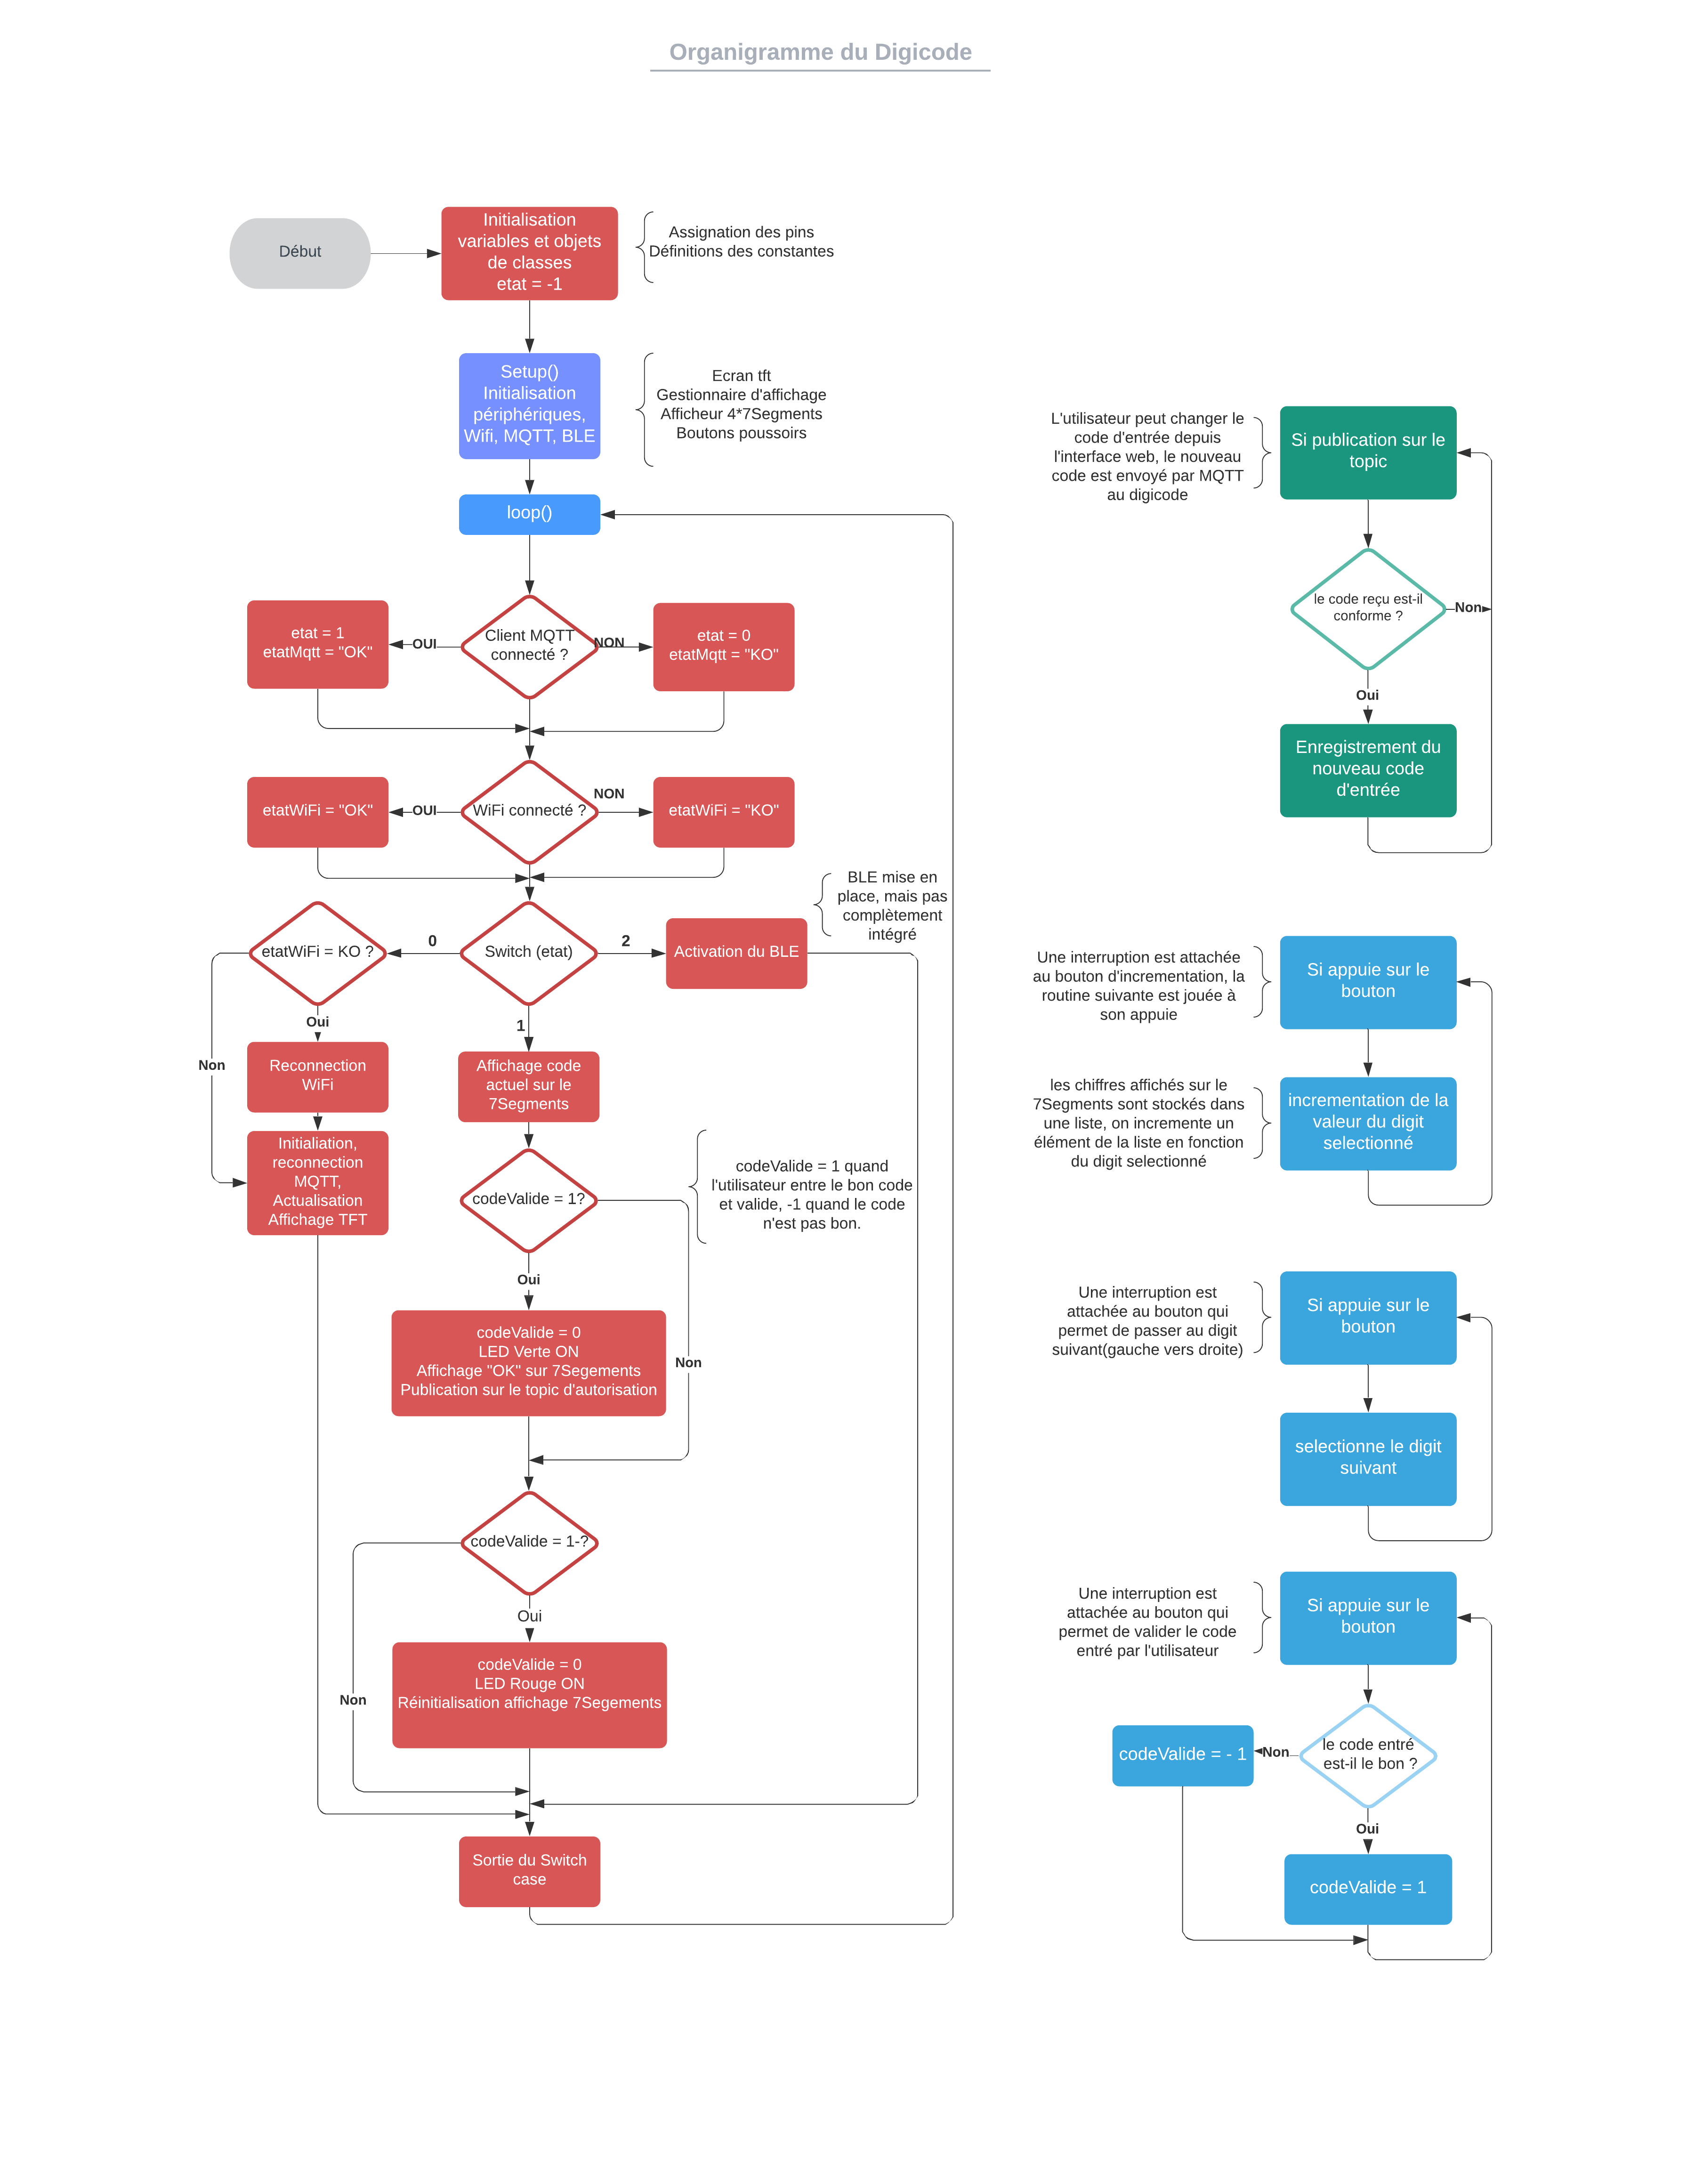 Organigramme du Digicode
Début
Initialisation
variables et objets
de classes
etat = -1
Assignation des pins
Définitions des constantes
Setup()
Initialisation
périphériques,
Wifi, MQTT, BLE
Ecran tft
Gestionnaire d'affichage
Afficheur 4*7Segments
Boutons poussoirs
loop()
etat = 1
etatMqtt = "OK"
OUI
Client MQTT
connecté ?
NON
etat = 0
etatMqtt = "KO"
etatWiFi = "OK"
OUI
WiFi connecté ?
NON
etatWiFi = "KO"
BLE mise en
place, mais pas
complètement
intégré
etatWiFi = KO ?
0
Switch (etat)
2
Activation du BLE
Oui
1
Non
Reconnection
WiFi
Affichage code
actuel sur le
7Segments
Initialiation,
reconnection
MQTT,
Actualisation
Affichage TFT
codeValide = 1?
codeValide = 1 quand
l'utilisateur entre le bon code
et valide, -1 quand le code
n'est pas bon.
Oui
codeValide = 0
LED Verte ON
Affichage "OK" sur 7Segements
Publication sur le topic d'autorisation
Non
codeValide = 1-?
Oui
codeValide = 0
LED Rouge ON
Réinitialisation affichage 7Segements
Non
Sortie du Switch
case
L'utilisateur peut changer le
code d'entrée depuis
l'interface web, le nouveau
code est envoyé par MQTT
au digicode
Si publication sur le
topic
le code reçu est-il
conforme ?
Non
Oui
Enregistrement du
nouveau code
d'entrée
Une interruption est attachée
au bouton d'incrementation, la
routine suivante est jouée à
son appuie
Si appuie sur le
bouton
les chiffres affichés sur le
7Segments sont stockés dans
une liste, on incremente un
élément de la liste en fonction
du digit selectionné
incrementation de la
valeur du digit
selectionné
Une interruption est
attachée au bouton qui
permet de passer au digit
suivant(gauche vers droite)
Si appuie sur le
bouton
selectionne le digit
suivant
Une interruption est
attachée au bouton qui
permet de valider le code
entré par l'utilisateur
Si appuie sur le
bouton
codeValide = - 1
Non
le code entré
est-il le bon ?
Oui
codeValide = 1